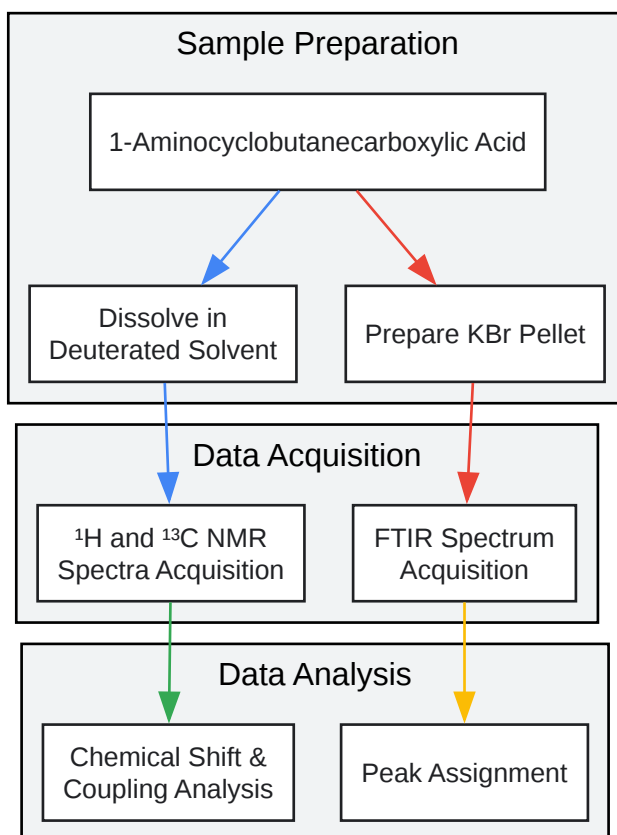 Sample Preparation
1-Aminocyclobutanecarboxylic Acid
Dissolve in
Deuterated Solvent
Prepare KBr Pellet
Data Acquisition
¹H and ¹³C NMR
Spectra Acquisition
FTIR Spectrum
Acquisition
Data Analysis
Chemical Shift &
Coupling Analysis
Peak Assignment